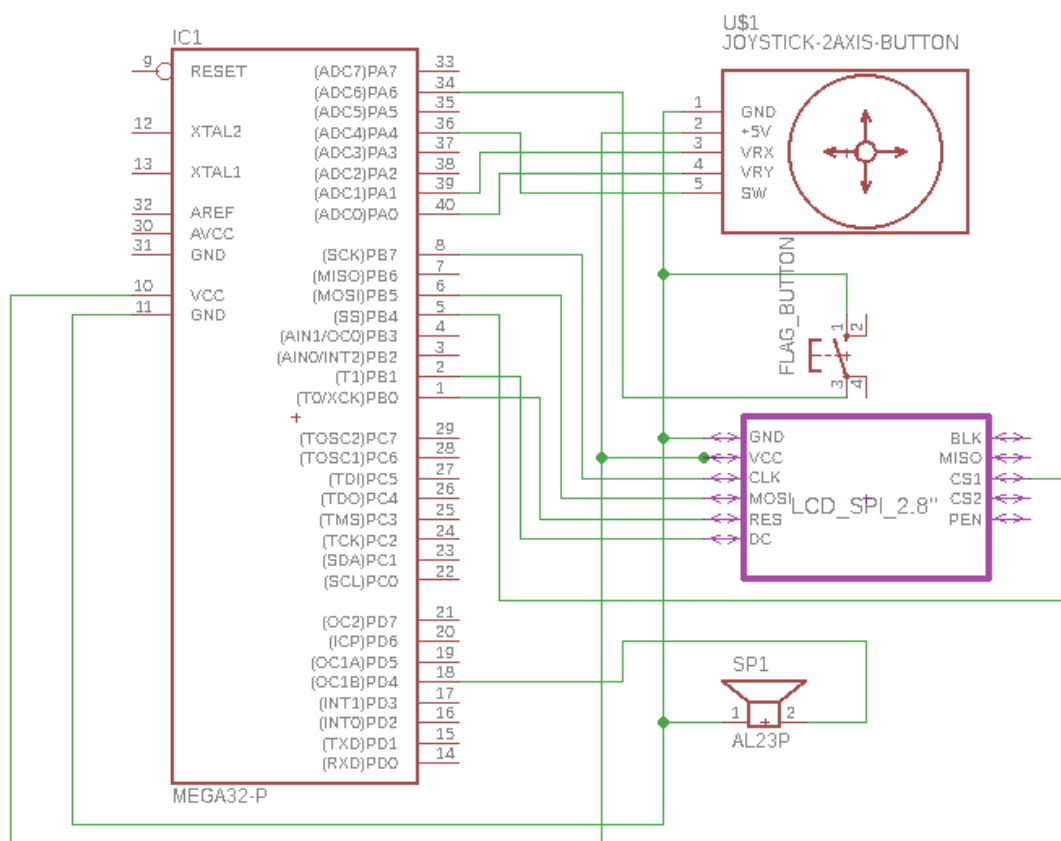 IC1
9 RESET
12 XTAL2
13 XTAL1
32 AREF
30 AVCC
31 GND
10 VCC
11 GND
(ADC7)PA7 33
(ADC6)PA6 34
(ADC5)PA5 35
(ADC4)PA4 36
(ADC3)PA3 37
(ADC2)PA2 38
(ADC1)PA1 39
(ADC0)PA0 40
(SCK)PB7 8
(MISO)PB6 7
(MOSI)PB5 6
(SS)PB4 5
(AIN1/OC0)PB3 4
(AIN0/INT2)PB2 3
(T1)PB1 2
(T0/XCK)PB0 1
(TOSC2)PC7 29
(TOSC1)PC6 28
(TDI)PC5 27
(TDO)PC4 26
(TMS)PC3 25
(TCK)PC2 24
(SDA)PC1 23
(SCL)PC0 22
(OC2)PD7 21
(ICP)PD6 20
(OC1A)PD5 19
(OC1B)PD4 18
(INT1)PD3 17
(INT0)PD2 16
(TXD)PD1 15
(RXD)PD0 14
MEGA32-P
U$1
JOYSTICK-2AXIS-BUTTON
1 GND
2 +5V
3 VRX
4 VRY
5 SW
FLAG_BUTTON
1 2
3 4
GND BLK
VCC MISO
CLK CS1
MOSI CS2
LCD_SPI_2.8"
RES PEN
DC
SP1
1 2
AL23P